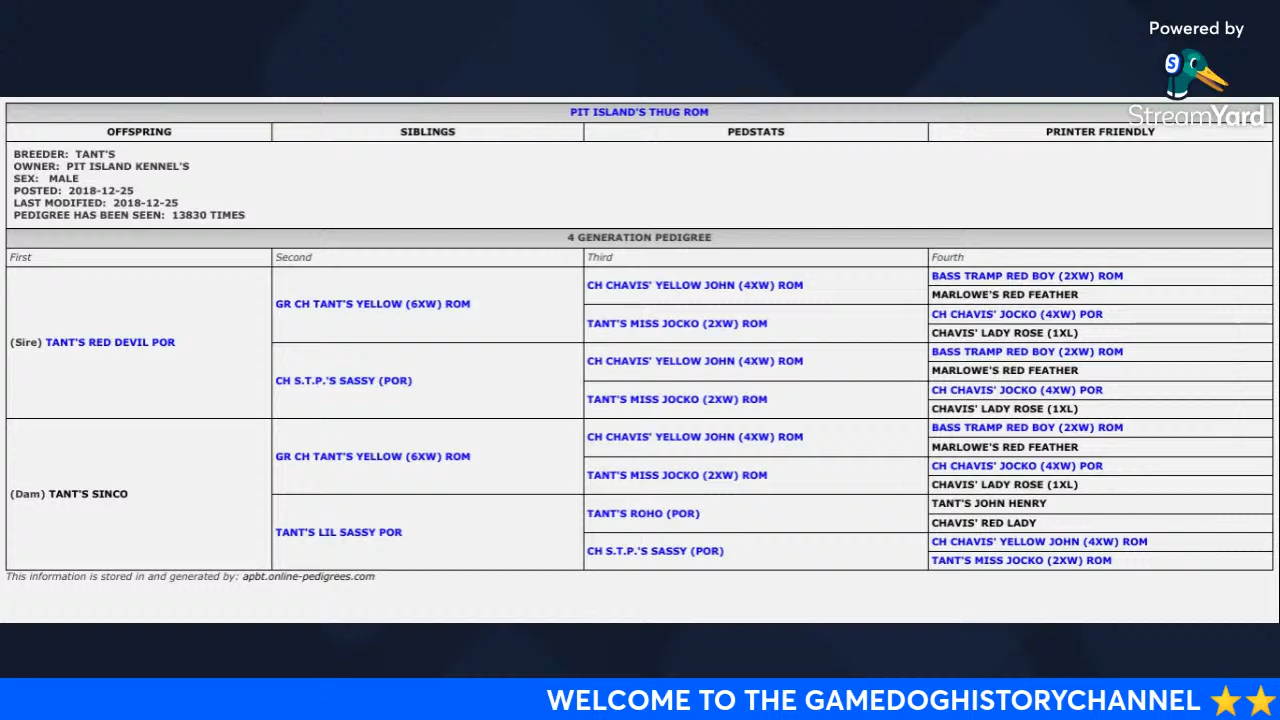 Powered by
StreamYard
PIT ISLAND'S THUG ROM
OFFSPRING SIBLINGS PEDSTATS PRINTER FRIENDLY
BREEDER: TANT'S
OWNER: PIT ISLAND KENNEL'S
SEX: MALE
POSTED: 2018-12-25
LAST MODIFIED: 2018-12-25
PEDIGREE HAS BEEN SEEN: 13830 TIMES
4 GENERATION PEDIGREE
First Second Third Fourth
(Sire) TANT'S RED DEVIL POR
GR CH TANT'S YELLOW (6XW) ROM
CH CHAVIS' YELLOW JOHN (4XW) ROM
BASS TRAMP RED BOY (2XW) ROM
MARLOWE'S RED FEATHER
TANT'S MISS JOCKO (2XW) ROM
CH CHAVIS' JOCKO (4XW) POR
CHAVIS' LADY ROSE (1XL)
CH S.T.P.'S SASSY (POR)
CH CHAVIS' YELLOW JOHN (4XW) ROM
BASS TRAMP RED BOY (2XW) ROM
MARLOWE'S RED FEATHER
TANT'S MISS JOCKO (2XW) ROM
CH CHAVIS' JOCKO (4XW) POR
CHAVIS' LADY ROSE (1XL)
(Dam) TANT'S SINCO
GR CH TANT'S YELLOW (6XW) ROM
CH CHAVIS' YELLOW JOHN (4XW) ROM
BASS TRAMP RED BOY (2XW) ROM
MARLOWE'S RED FEATHER
TANT'S MISS JOCKO (2XW) ROM
CH CHAVIS' JOCKO (4XW) POR
CHAVIS' LADY ROSE (1XL)
TANT'S LIL SASSY POR
TANT'S ROHO (POR)
TANT'S JOHN HENRY
CHAVIS' RED LADY
CH S.T.P.'S SASSY (POR)
CH CHAVIS' YELLOW JOHN (4XW) ROM
TANT'S MISS JOCKO (2XW) ROM
This information is stored in and generated by: apbt.online-pedigrees.com
WELCOME TO THE GAMEDOGHISTORYCHANNEL ⭐⭐